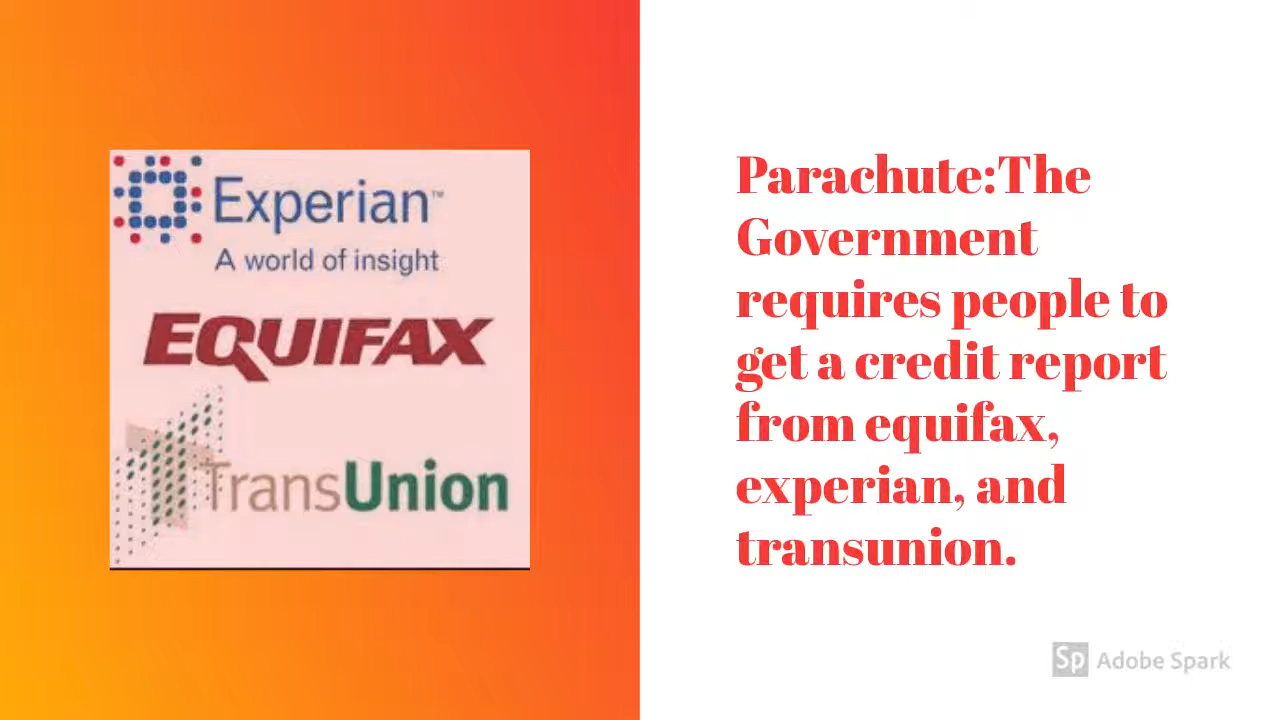 Experian™
A world of insight
EQUIFAX
TransUnion
Parachute:The
Government
requires people to
get a credit report
from equifax,
experian, and
transunion.
Sp Adobe Spark